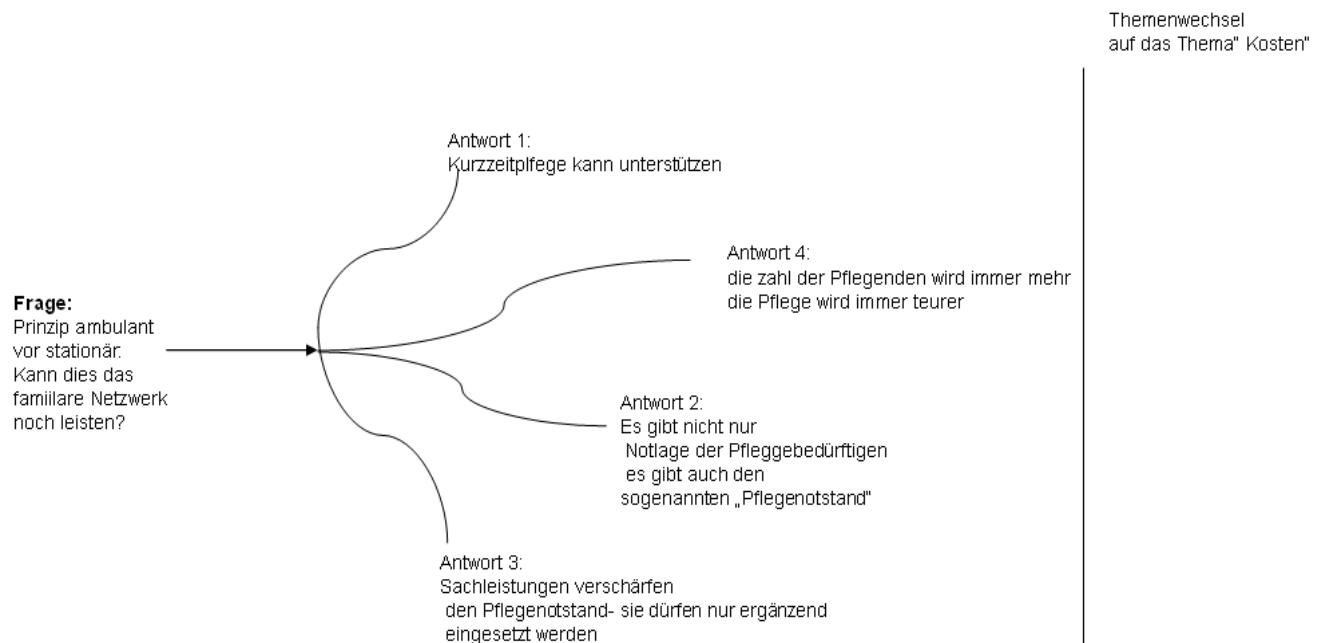 Themenwechsel
auf das Thema" Kosten"
Antwort 1:
Kurzzeitplfege kann unterstützen
Antwort 4:
die zahl der Pflegenden wird immer mehr
die Pflege wird immer teurer
Frage:
Prinzip ambulant
vor stationär:
Kann dies das
famiilare Netzwerk
noch leisten?
Antwort 2:
Es gibt nicht nur
Notlage der Pfleggebedürftigen
es gibt auch den
sogenannten „Pflegenotstand"
Antwort 3:
Sachleistungen verschärfen
den Pflegenotstand- sie dürfen nur ergänzend
eingesetzt werden